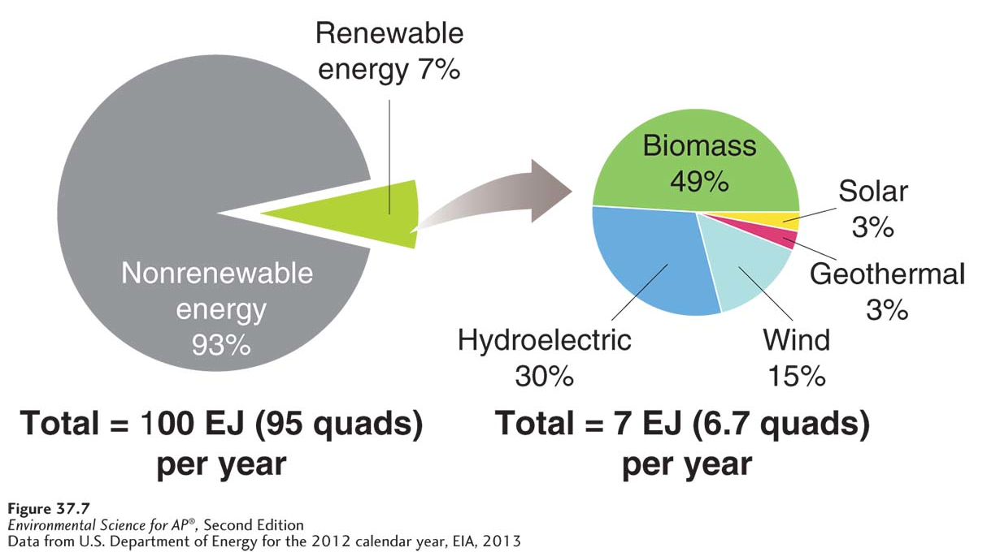 Renewable
energy 7%
Nonrenewable
energy
93%
Total = 100 EJ (95 quads)
per year
Biomass
49%
Solar
3%
Geothermal
3%
Wind
15%
Hydroelectric
30%
Total = 7 EJ (6.7 quads)
per year
Figure 37.7
Environmental Science for AP®, Second Edition
Data from U.S. Department of Energy for the 2012 calendar year, EIA, 2013